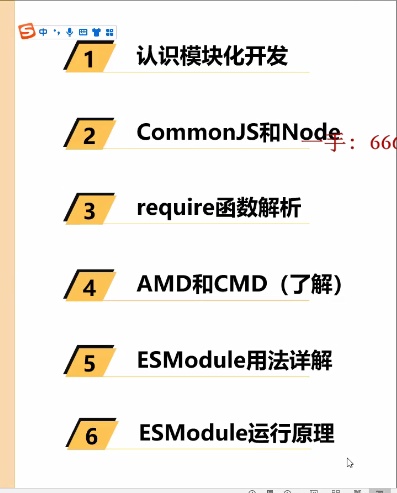 中
1 认识模块化开发
2 CommonJS和Node
一手：666
3 require函数解析
4 AMD和CMD（了解）
5 ESModule用法详解
6 ESModule运行原理